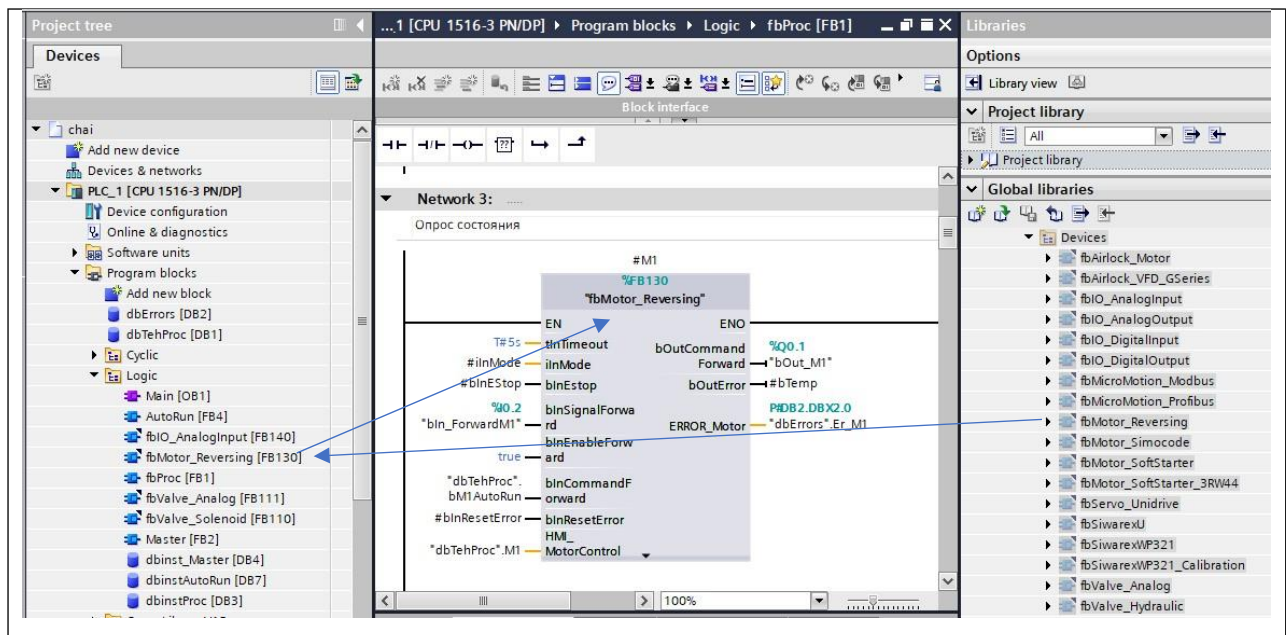 Project tree
Devices
chai
Add new device
Devices & networks
PLC_1 [CPU 1516-3 PN/DP]
Device configuration
Online & diagnostics
Software units
Program blocks
Add new block
dbErrors [DB2]
dbTehProc [DB1]
Cyclic
Logic
Main [OB1]
AutoRun [FB4]
fbIO_AnalogInput [FB140]
fbMotor_Reversing [FB130]
fbProc [FB1]
fbValve_Analog [FB111]
fbValve_Solenoid [FB110]
Master [FB2]
dbinst_Master [DB4]
dbinstAutoRun [DB7]
dbinstProc [DB3]
...1 [CPU 1516-3 PN/DP] Program blocks Logic fbProc [FB1]
Block interface
??
Network 3: .....
Опрос состояния
#M1
%FB130
"fbMotor_Reversing"
EN ENO
T#5s tInTimeout
#iInMode iInMode
#bInEStop bInEstop
%I0.2
"bIn_ForwardM1" bInSignalForwa
rd
true bInEnableForw
ard
"dbTehProc".
bM1AutoRun bInCommandF
orward
#bInResetError bInResetError
"dbTehProc".M1 HMI_
MotorControl
bOutCommand
Forward %Q0.1
"bOut_M1"
bOutError #bTemp
P#DB2.DBX2.0
ERROR_Motor "dbErrors".Er_M1
100%
Libraries
Options
Library view
Project library
All
Project library
Global libraries
Devices
fbAirlock_Motor
fbAirlock_VFD_GSeries
fbIO_AnalogInput
fbIO_AnalogOutput
fbIO_DigitalInput
fbIO_DigitalOutput
fbMicroMotion_Modbus
fbMicroMotion_Profibus
fbMotor_Reversing
fbMotor_Simocode
fbMotor_SoftStarter
fbMotor_SoftStarter_3RW44
fbServo_Unidrive
fbSiwarexU
fbSiwarexWP321
fbSiwarexWP321_Calibration
fbValve_Analog
fbValve_Hydraulic